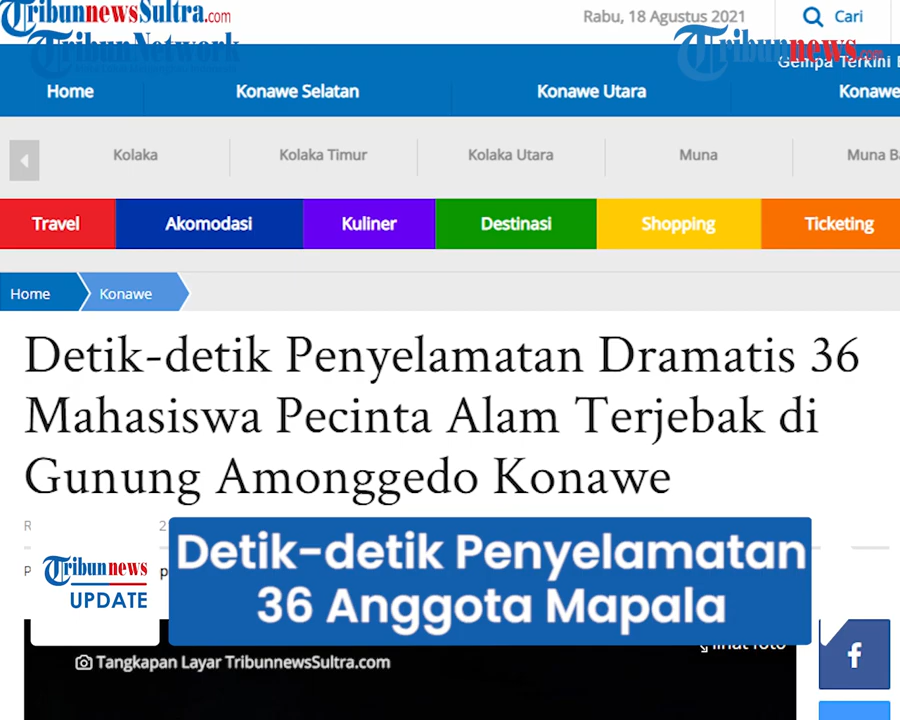 TribunnewsSultra.com
Rabu, 18 Agustus 2021
Cari
TribunNetwork
Tribunnews.com
Gempa Terkini
Home
Konawe Selatan
Konawe Utara
Konawe
Kolaka
Kolaka Timur
Kolaka Utara
Muna
Muna Ba
Travel
Akomodasi
Kuliner
Destinasi
Shopping
Ticketing
Home
Konawe
Detik-detik Penyelamatan Dramatis 36
Mahasiswa Pecinta Alam Terjebak di
Gunung Amonggedo Konawe
Tribunnews
UPDATE
Detik-detik Penyelamatan
36 Anggota Mapala
Tangkapan Layar TribunnewsSultra.com
lihat foto
f